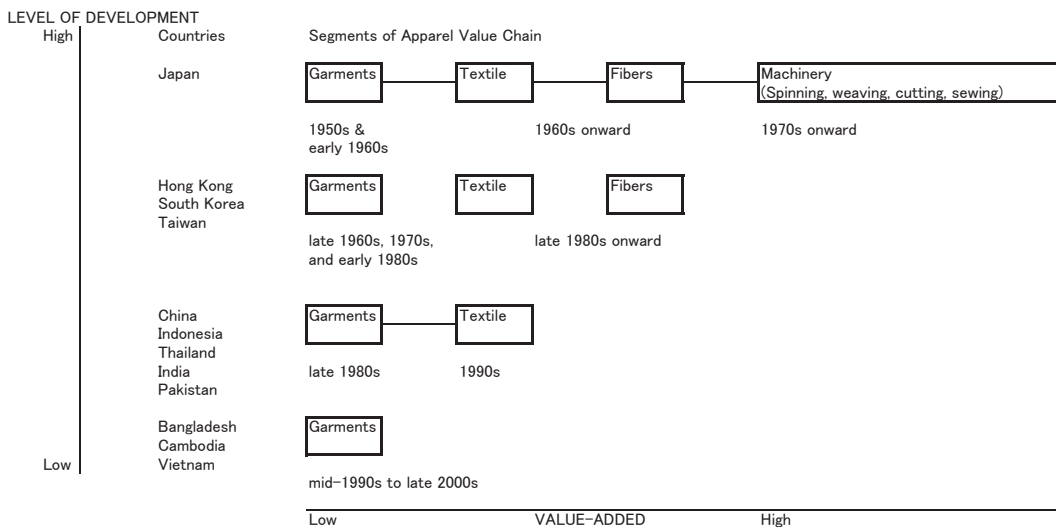 LEVEL OF DEVELOPMENT
High Countries Segments of Apparel Value Chain
Japan Garments Textile Fibers Machinery
(Spinning, weaving, cutting, sewing)
1950s & 1960s onward 1970s onward
early 1960s
Hong Kong Garments Textile Fibers
South Korea
Taiwan
late 1960s, 1970s, late 1980s onward
and early 1980s
China Garments Textile
Indonesia
Thailand
India late 1980s 1990s
Pakistan
Bangladesh Garments
Cambodia
Low Vietnam
mid-1990s to late 2000s
Low VALUE-ADDED High